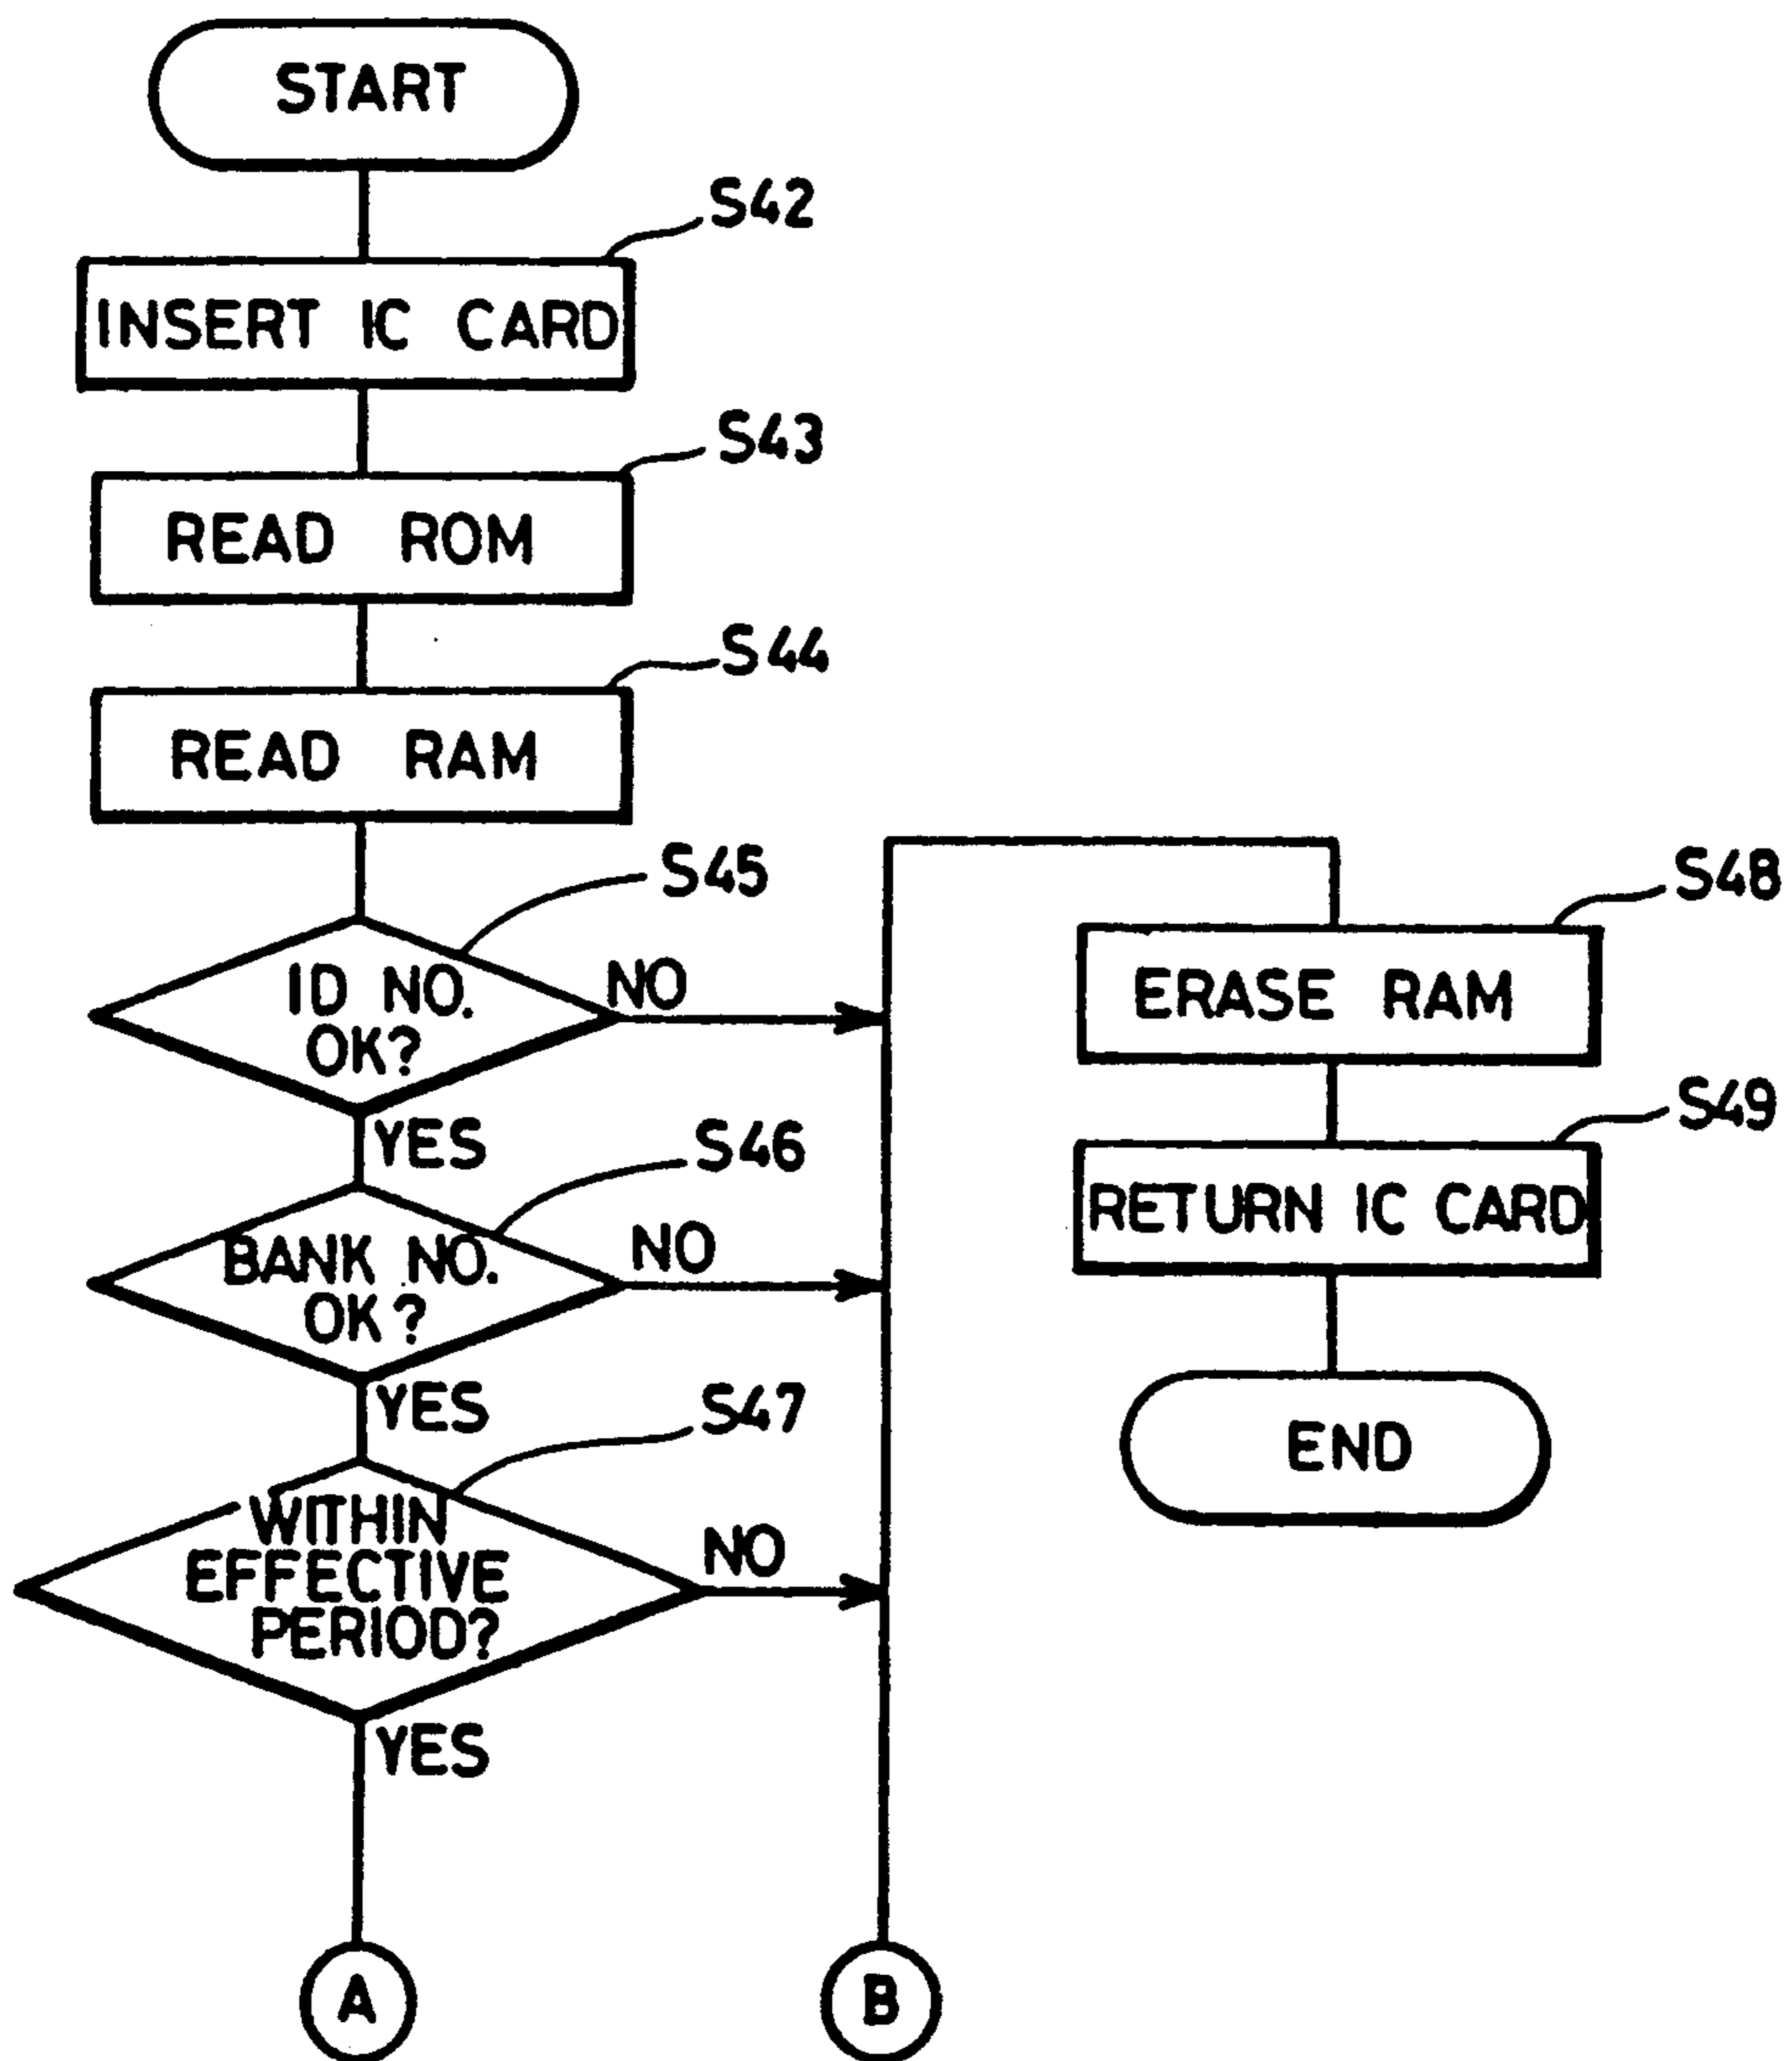 START
S42
INSERT IC CARD
S43
READ ROM
S44
READ RAM
S45
ID NO.
OK?
NO
YES
S46
BANK NO.
OK?
NO
YES
S47
WITHIN
EFFECTIVE
PERIOD?
NO
YES
A
B
S48
ERASE RAM
S49
RETURN IC CARD
END